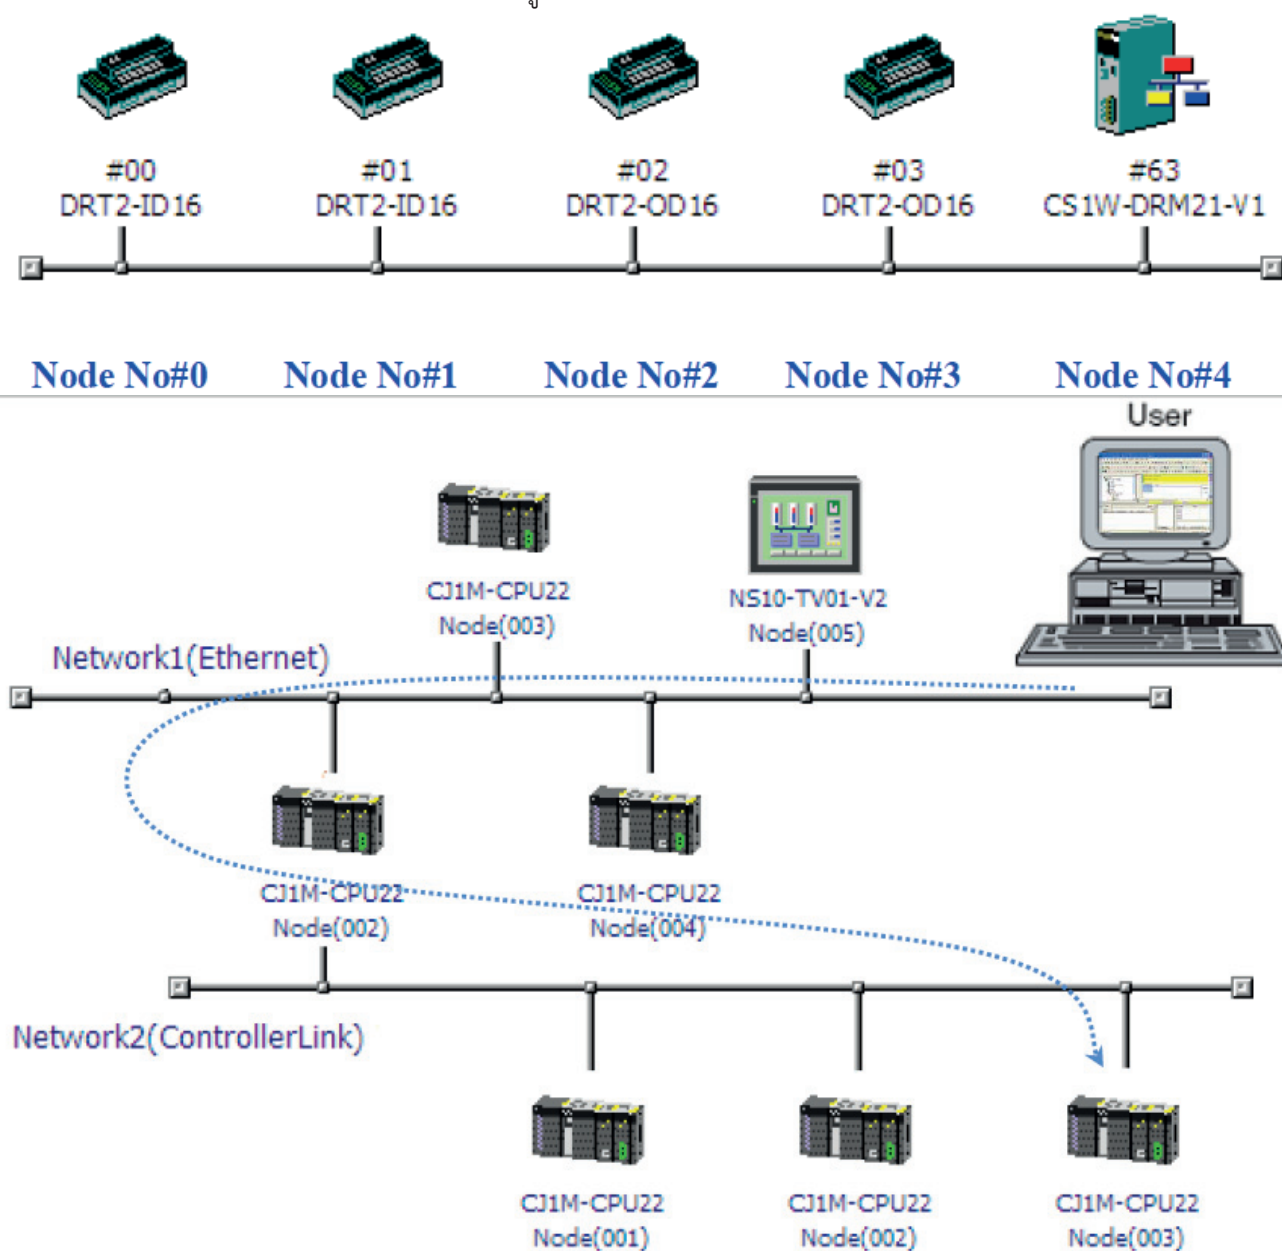 #00 #01 #02 #03 #63
DRT2-ID16 DRT2-ID16 DRT2-OD16 DRT2-OD16 CS1W-DRM21-V1
Node No#0 Node No#1 Node No#2 Node No#3 Node No#4
User
CJ1M-CPU22
Node(003)
NS10-TV01-V2
Node(005)
Network1(Ethernet)
CJ1M-CPU22
Node(002)
CJ1M-CPU22
Node(004)
Network2(ControllerLink)
CJ1M-CPU22
Node(001)
CJ1M-CPU22
Node(002)
CJ1M-CPU22
Node(003)